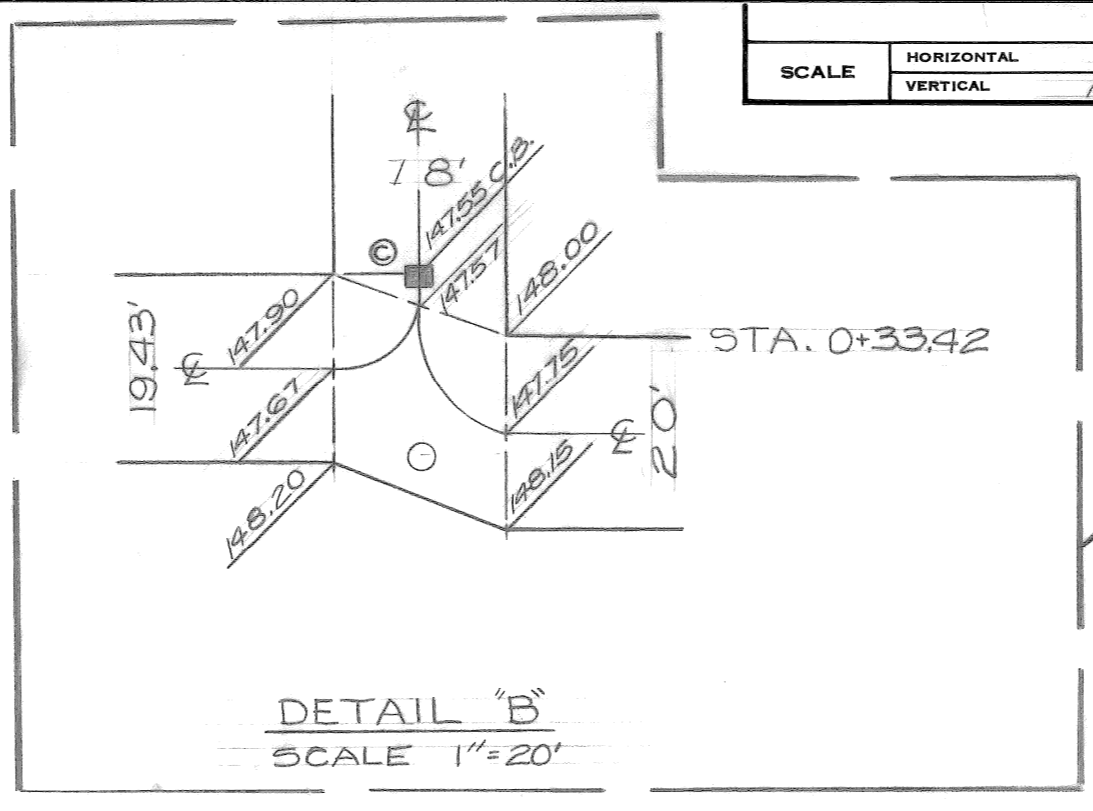 SCALE
HORIZONTAL
VERTICAL
℄
18'
147.55 C.B.
©
147.57
148.00
147.90
19.43'
℄
STA. 0+33.42
147.75
147.67
20'
℄
148.15
148.20
DETAIL "B"
SCALE 1"=20'